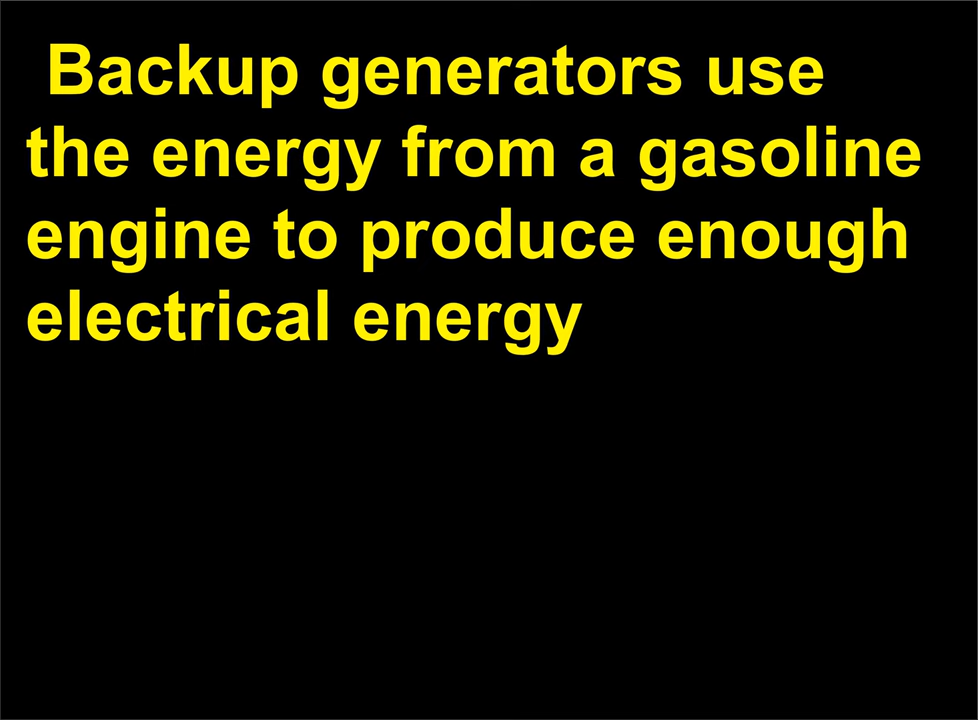 Backup generators use
the energy from a gasoline
engine to produce enough
electrical energy